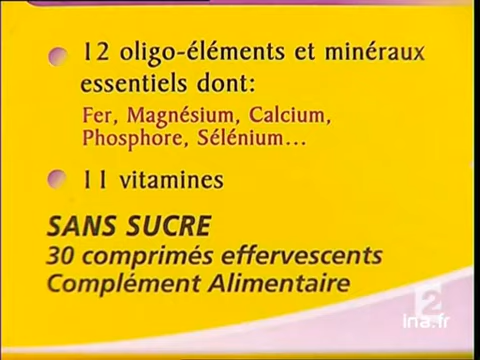 12 oligo-éléments et minéraux
essentiels dont:
Fer, Magnésium, Calcium,
Phosphore, Sélénium...
11 vitamines
SANS SUCRE
30 comprimés effervescents
Complément Alimentaire
2
ina.fr